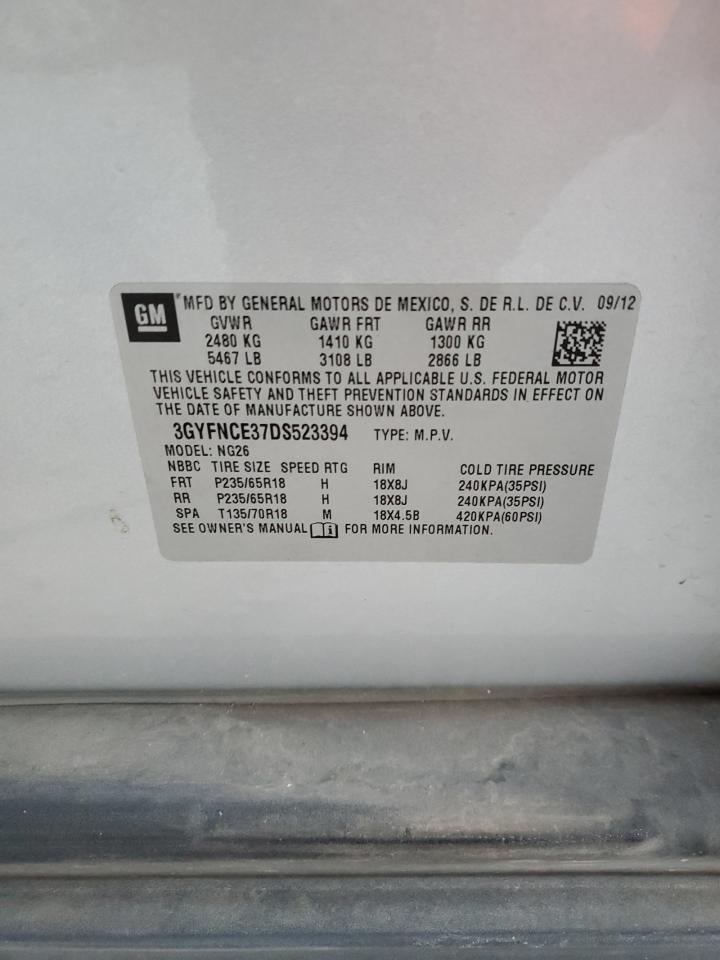 GM
MFD BY GENERAL MOTORS DE MEXICO, S. DE R.L. DE C.V. 09/12
GVWR GAWR FRT GAWR RR
2480 KG 1410 KG 1300 KG
5467 LB 3108 LB 2866 LB
THIS VEHICLE CONFORMS TO ALL APPLICABLE U.S. FEDERAL MOTOR
VEHICLE SAFETY AND THEFT PREVENTION STANDARDS IN EFFECT ON
THE DATE OF MANUFACTURE SHOWN ABOVE.
3GYFNCE37DS523394 TYPE: M.P.V.
MODEL: NG26
NBBC TIRE SIZE SPEED RTG RIM COLD TIRE PRESSURE
FRT P235/65R18 H 18X8J 240KPA(35PSI)
RR P235/65R18 H 18X8J 240KPA(35PSI)
SPA T135/70R18 M 18X4.5B 420KPA(60PSI)
SEE OWNER'S MANUAL i FOR MORE INFORMATION.